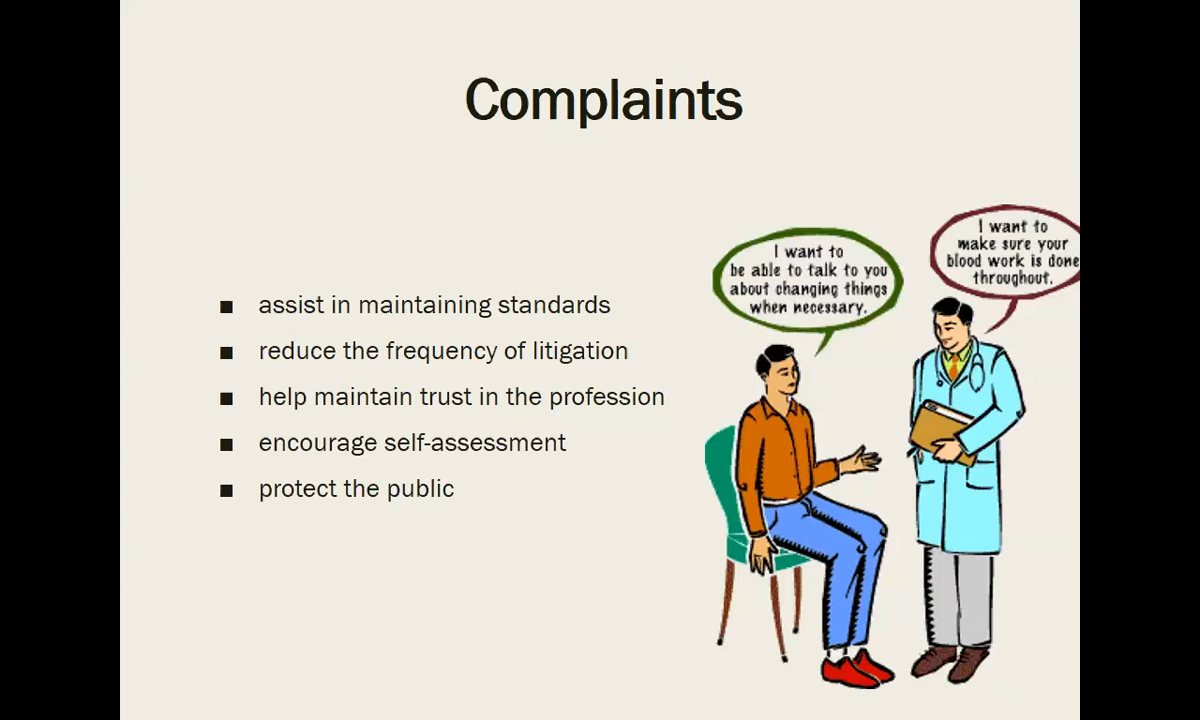 Complaints
▪ assist in maintaining standards
▪ reduce the frequency of litigation
▪ help maintain trust in the profession
▪ encourage self-assessment
▪ protect the public
I want to
be able to talk to you
about changing things
when necessary.
I want to
make sure your
blood work is done
throughout.